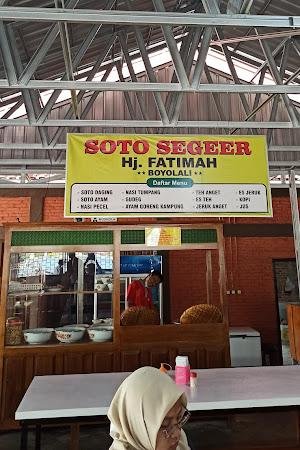 SOTO SEGEER
Hj. FATIMAH
** BOYOLALI **
Daftar Menu
- SOTO DAGING - NASI TUMPANG - TEH ANGET - ES JERUK
- SOTO AYAM - GUDEG - ES TEH - KOPI
- NASI PECEL - AYAM GORENG KAMPUNG - JERUK ANGET - JUS